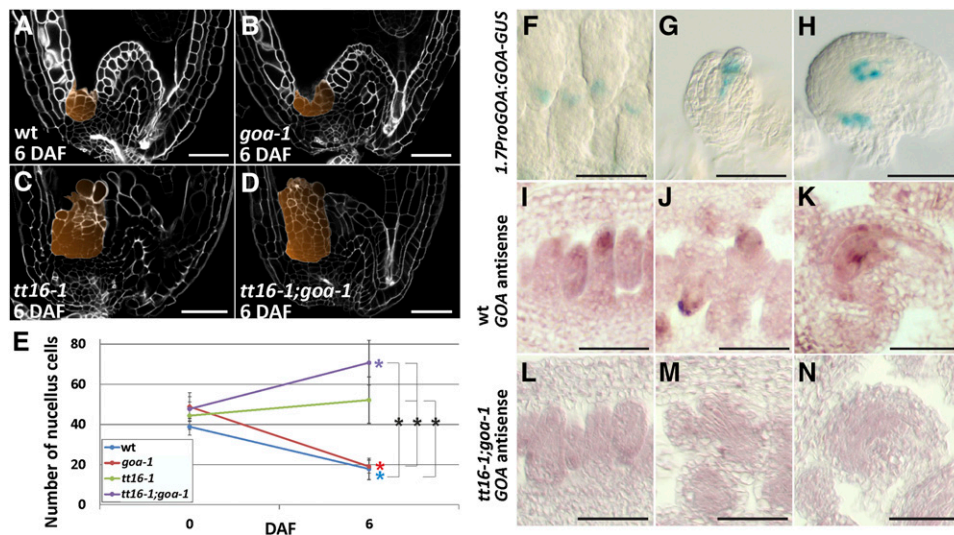 A
wt
6 DAF
B
goa-1
6 DAF
C
tt16-1
6 DAF
D
tt16-1;goa-1
6 DAF
E
Number of nucellus cells
80
60
40
20
0
wt
goa-1
tt16-1
tt16-1;goa-1
*
* * *
*
*
0
DAF
6
1.7ProGOA:GOA-GUS
F
G
H
wt
GOA antisense
I
J
K
tt16-1;goa-1
GOA antisense
L
M
N